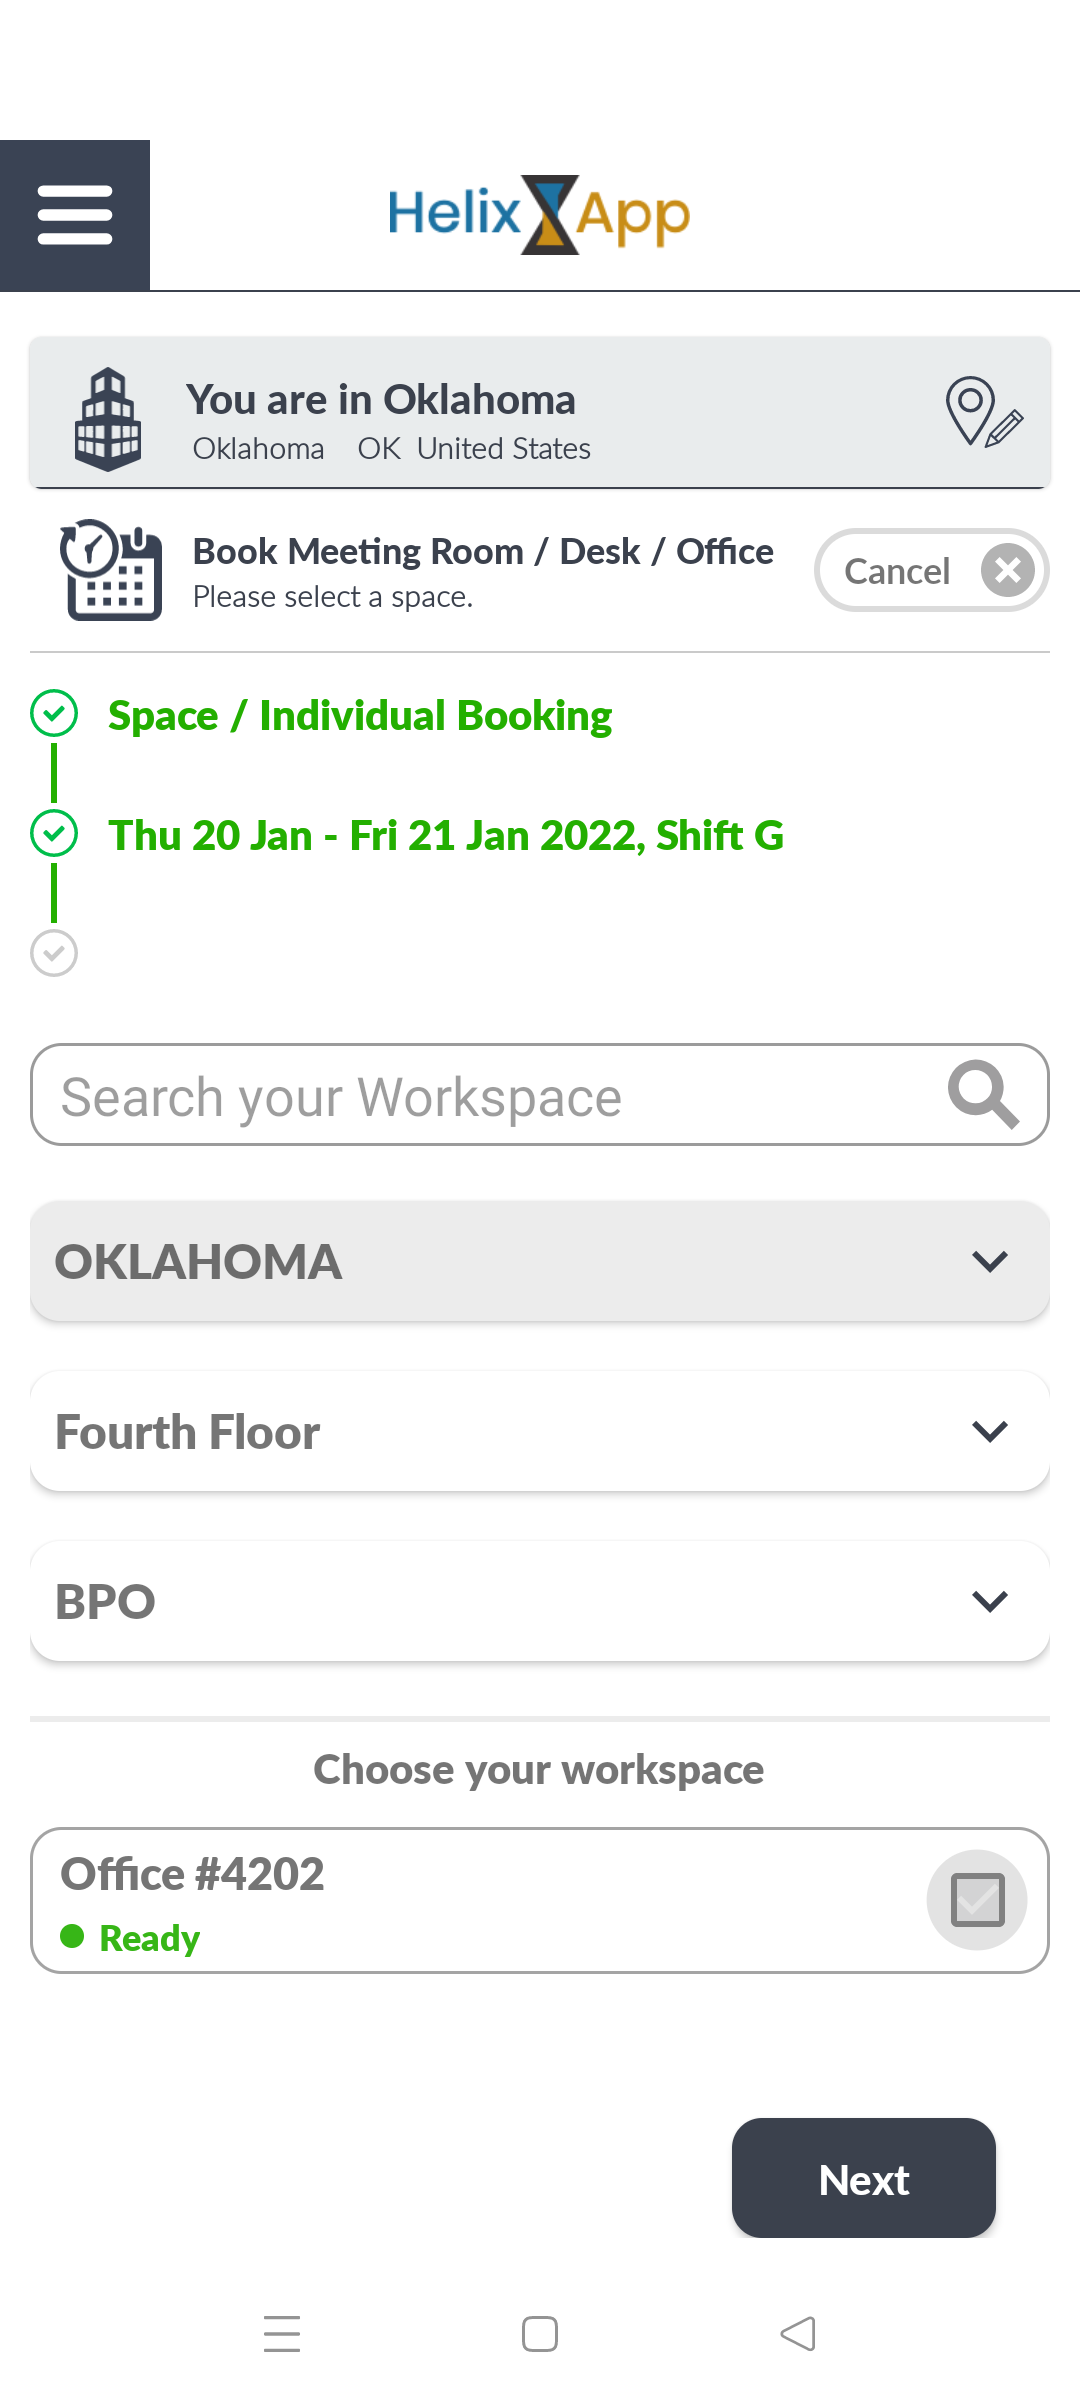 HelixApp
You are in Oklahoma
Oklahoma OK United States
Book Meeting Room / Desk / Office
Please select a space.
Cancel
Space / Individual Booking
Thu 20 Jan - Fri 21 Jan 2022, Shift G
Search your Workspace
OKLAHOMA
Fourth Floor
BPO
Choose your workspace
Office #4202
Ready
Next